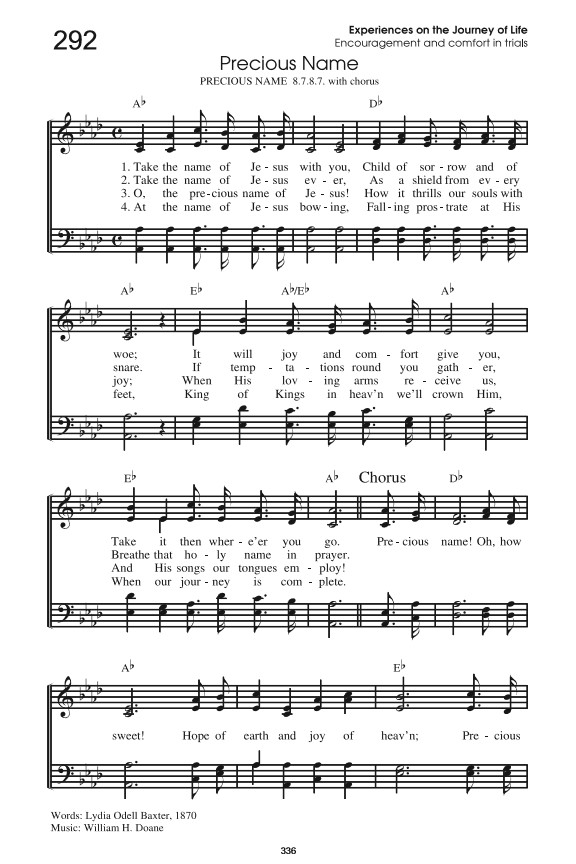 292
Experiences on the Journey of Life
Encouragement and comfort in trials
Precious Name
PRECIOUS NAME 8.7.8.7. with chorus
A♭ D♭
1. Take the name of Je - sus with you, Child of sor - row and of
2. Take the name of Je - sus ev - er, As a shield from ev - ery
3. O, the pre-cious name of Je - sus! How it thrills our souls with
4. At the name of Je - sus bow - ing, Fall - ing pros - trate at His
A♭ E♭ A♭/E♭ A♭
woe; It will joy and com - fort give you,
snare. If temp - ta - tions round you gath - er,
joy; When His lov - ing arms re - ceive us,
feet, King of Kings in heav'n we'll crown Him,
E♭ A♭ Chorus D♭
Take it then wher - e'er you go. Pre - cious name! Oh, how
Breathe that ho - ly name in prayer.
And His songs our tongues em - ploy!
When our jour - ney is com - plete.
A♭ E♭
sweet! Hope of earth and joy of heav'n; Pre - cious
Words: Lydia Odell Baxter, 1870
Music: William H. Doane
336